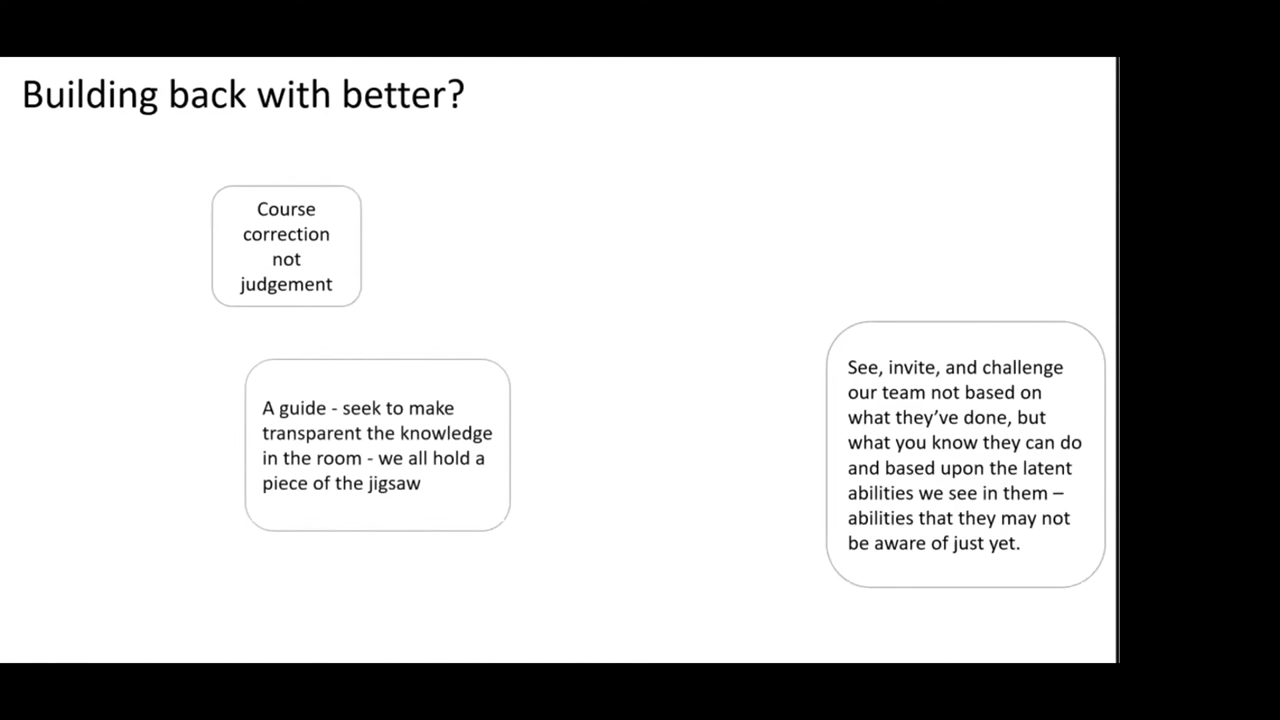 Building back with better?
Course
correction
not
judgement
A guide - seek to make
transparent the knowledge
in the room - we all hold a
piece of the jigsaw
See, invite, and challenge
our team not based on
what they’ve done, but
what you know they can do
and based upon the latent
abilities we see in them –
abilities that they may not
be aware of just yet.